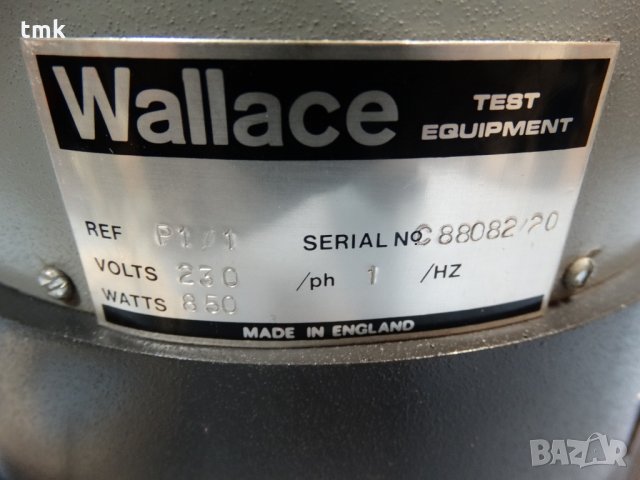 tmk
Wallace TEST EQUIPMENT
REF P1/1 SERIAL No C88082/20
VOLTS 230 /ph 1 /HZ
WATTS 850
MADE IN ENGLAND
BAZAR